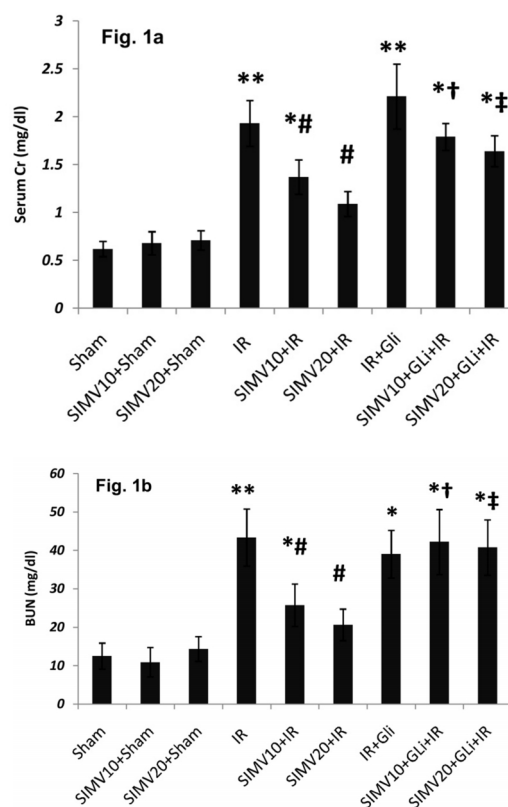 Fig. 1a
Serum Cr (mg/dl)
3
2.5
2
1.5
1
0.5
0
**
*#
#
**
*†
*‡
Sham
SIMV10+Sham
SIMV20+Sham
IR
SIMV10+IR
SIMV20+IR
IR+Gli
SIMV10+GLi+IR
SIMV20+GLi+IR
Fig. 1b
BUN (mg/dl)
60
50
40
30
20
10
0
**
*#
#
*
*†
*‡
Sham
SIMV10+Sham
SIMV20+Sham
IR
SIMV10+IR
SIMV20+IR
IR+Gli
SIMV10+GLi+IR
SIMV20+GLi+IR